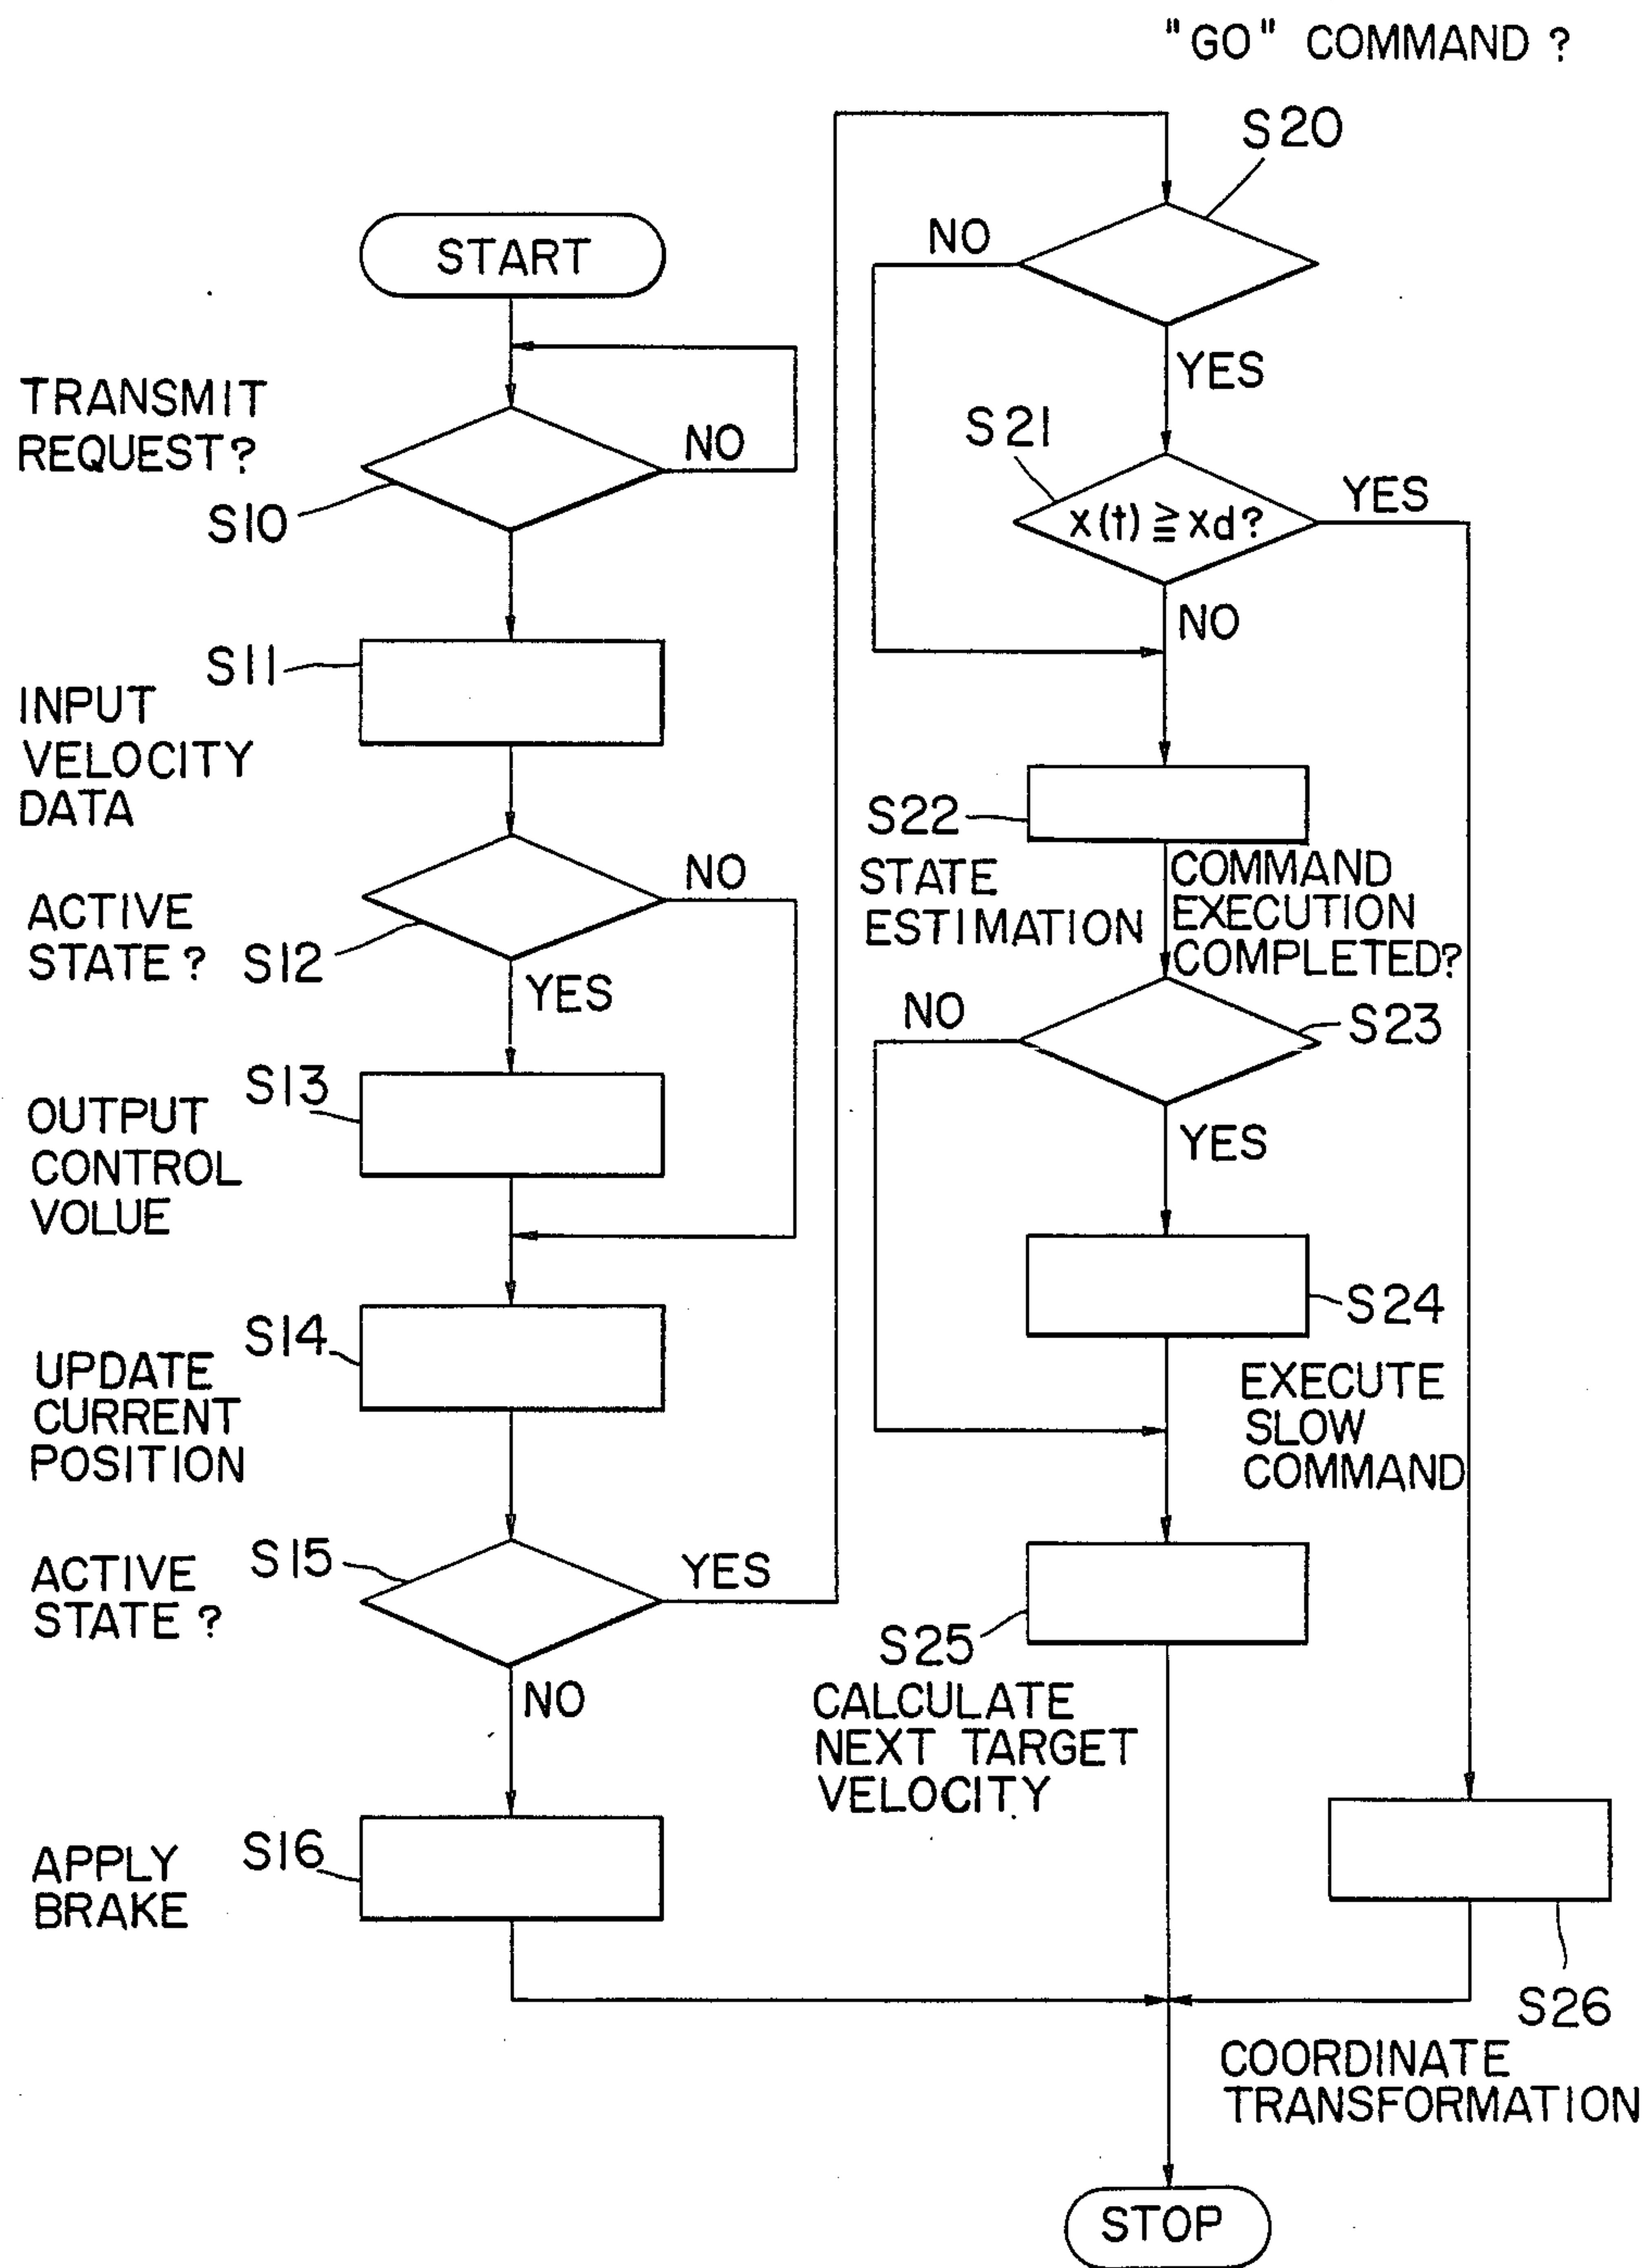 START
TRANSMIT
REQUEST?
NO
S10
S11
INPUT
VELOCITY
DATA
ACTIVE
STATE?
S12
NO
YES
S13
OUTPUT
CONTROL
VOLUE
S14
UPDATE
CURRENT
POSITION
ACTIVE
STATE?
S15
YES
NO
S16
APPLY
BRAKE
"GO" COMMAND?
S20
NO
YES
S21
X(t) ≧ Xd?
YES
NO
S22
STATE
ESTIMATION
COMMAND
EXECUTION
COMPLETED?
NO
S23
YES
S24
EXECUTE
SLOW
COMMAND
S25
CALCULATE
NEXT TARGET
VELOCITY
S26
COORDINATE
TRANSFORMATION
STOP